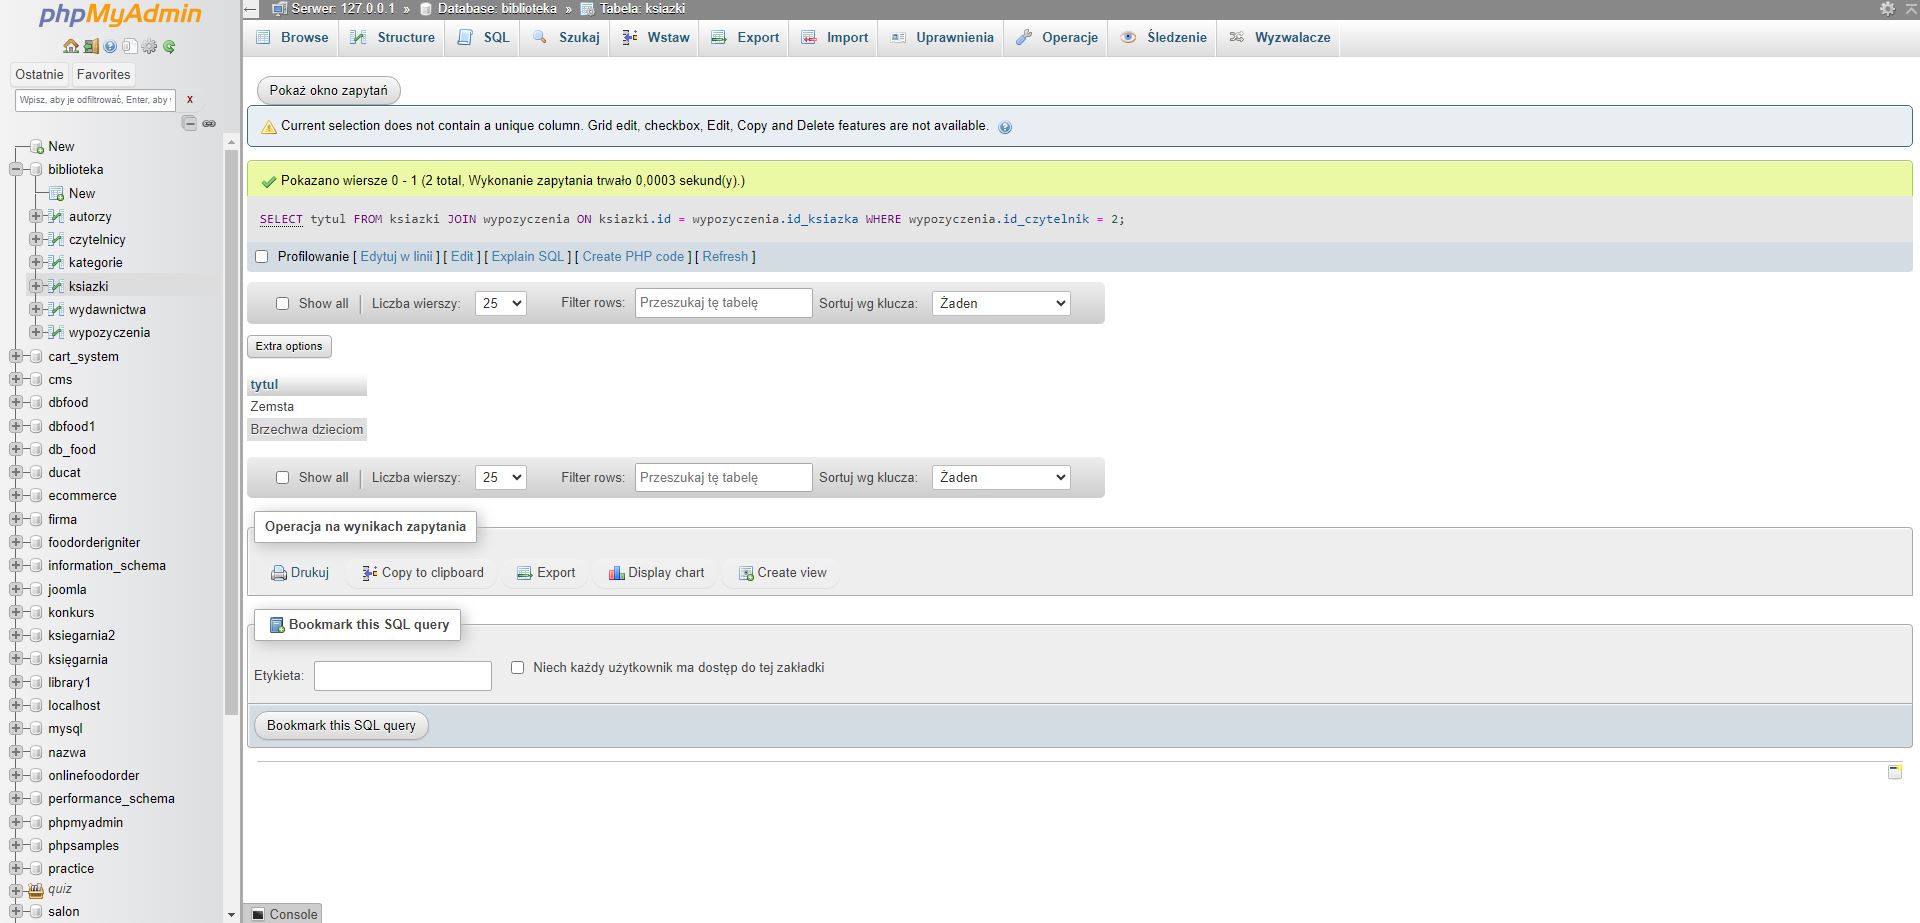 phpMyAdmin
Ostatnie Favorites
Wpisz, aby je odfiltrować, Enter, aby X
New
biblioteka
New
autorzy
czytelnicy
kategorie
ksiazki
wydawnictwa
wypozyczenia
cart_system
cms
dbfood
dbfood1
db_food
ducat
ecommerce
firma
foodorderigniter
information_schema
joomla
konkurs
ksiegarnia2
księgarnia
library1
localhost
mysql
nazwa
onlinefoodorder
performance_schema
phpmyadmin
phpsamples
practice
quiz
salon
Serwer: 127.0.0.1 » Database: biblioteka » Tabela: ksiazki
Browse Structure SQL Szukaj Wstaw Export Import Uprawnienia Operacje Śledzenie Wyzwalacze
Pokaż okno zapytań
Current selection does not contain a unique column. Grid edit, checkbox, Edit, Copy and Delete features are not available.
Pokazano wiersze 0 - 1 (2 total, Wykonanie zapytania trwało 0,0003 sekund(y).)
SELECT tytul FROM ksiazki JOIN wypozyczenia ON ksiazki.id = wypozyczenia.id_ksiazka WHERE wypozyczenia.id_czytelnik = 2;
Profilowanie [ Edytuj w linii ] [ Edit ] [ Explain SQL ] [ Create PHP code ] [ Refresh ]
Show all | Liczba wierszy: 25 Filter rows: Przeszukaj tę tabelę Sortuj wg klucza: Żaden
Extra options
tytul
Zemsta
Brzechwa dzieciom
Show all | Liczba wierszy: 25 Filter rows: Przeszukaj tę tabelę Sortuj wg klucza: Żaden
Operacja na wynikach zapytania
Drukuj Copy to clipboard Export Display chart Create view
Bookmark this SQL query
Etykieta: Niech każdy użytkownik ma dostęp do tej zakładki
Bookmark this SQL query
Console